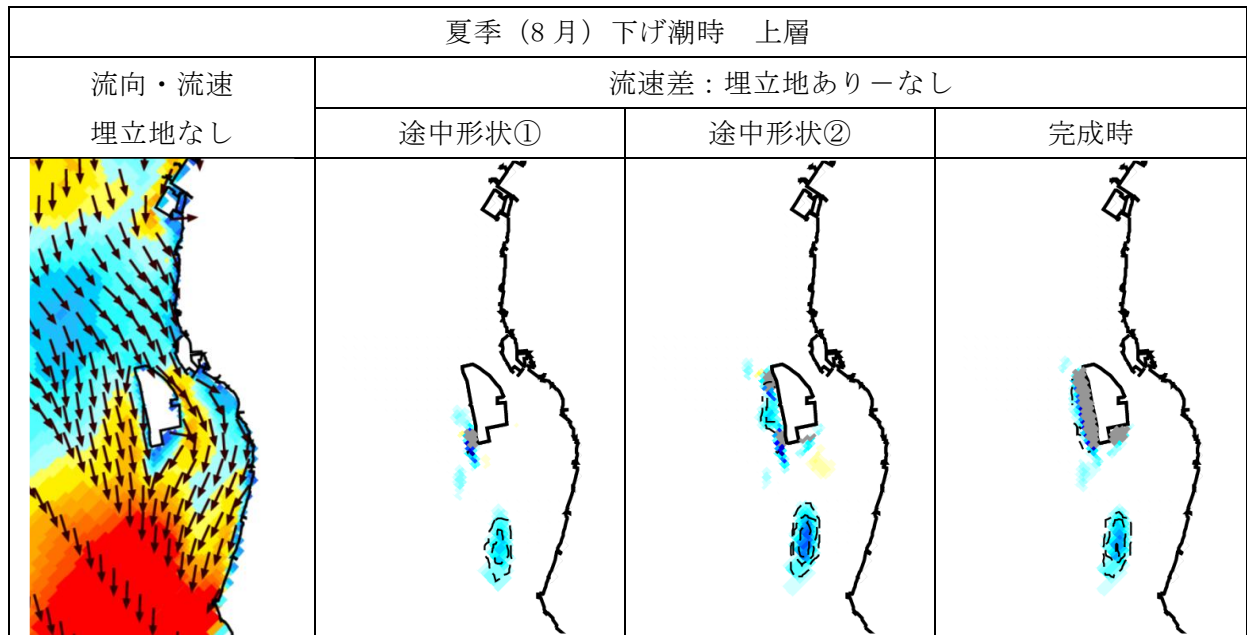 夏季（8 月）下げ潮時　上層
流向・流速
埋立地なし
流速差：埋立地あり－なし
途中形状①
途中形状②
完成時